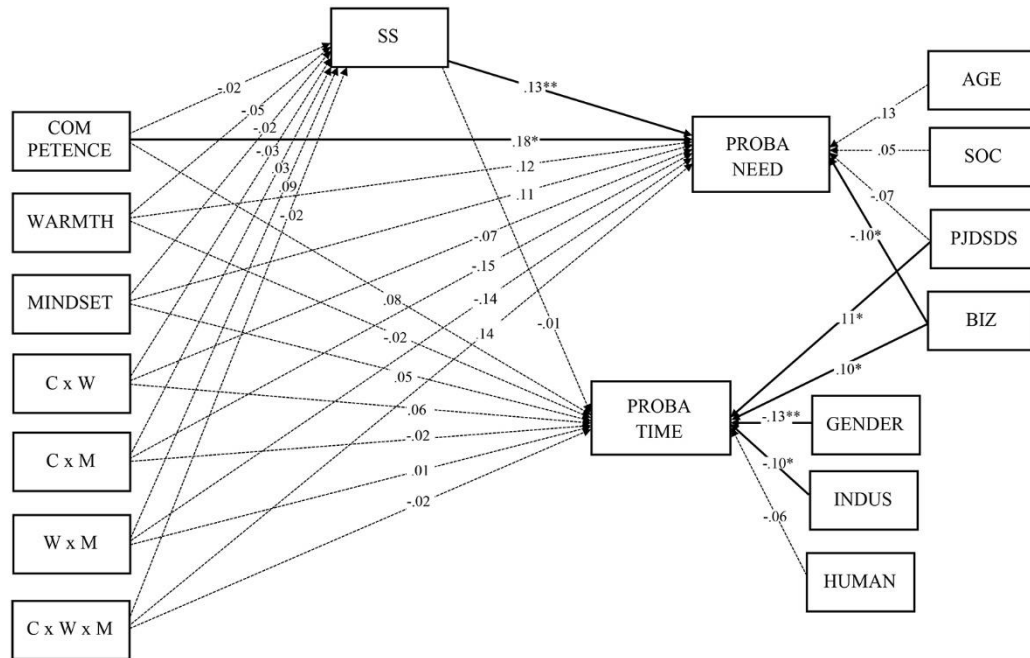 SS
-.02
-.05
-.02
-.03
.03
.09
-.02
.13**
COM
PETENCE
.18*
PROBA
NEED
.13
AGE
.05
SOC
-.07
PJDSDS
-.10*
BIZ
WARMTH
.12
.11
MINDSET
-.07
-.15
-.14
.14
.08
-.02
.05
-.01
C x W
.06
C x M
-.02
W x M
.01
C x W x M
-.02
PROBA
TIME
.11*
.10*
-.13**
GENDER
-.10*
INDUS
-.06
HUMAN